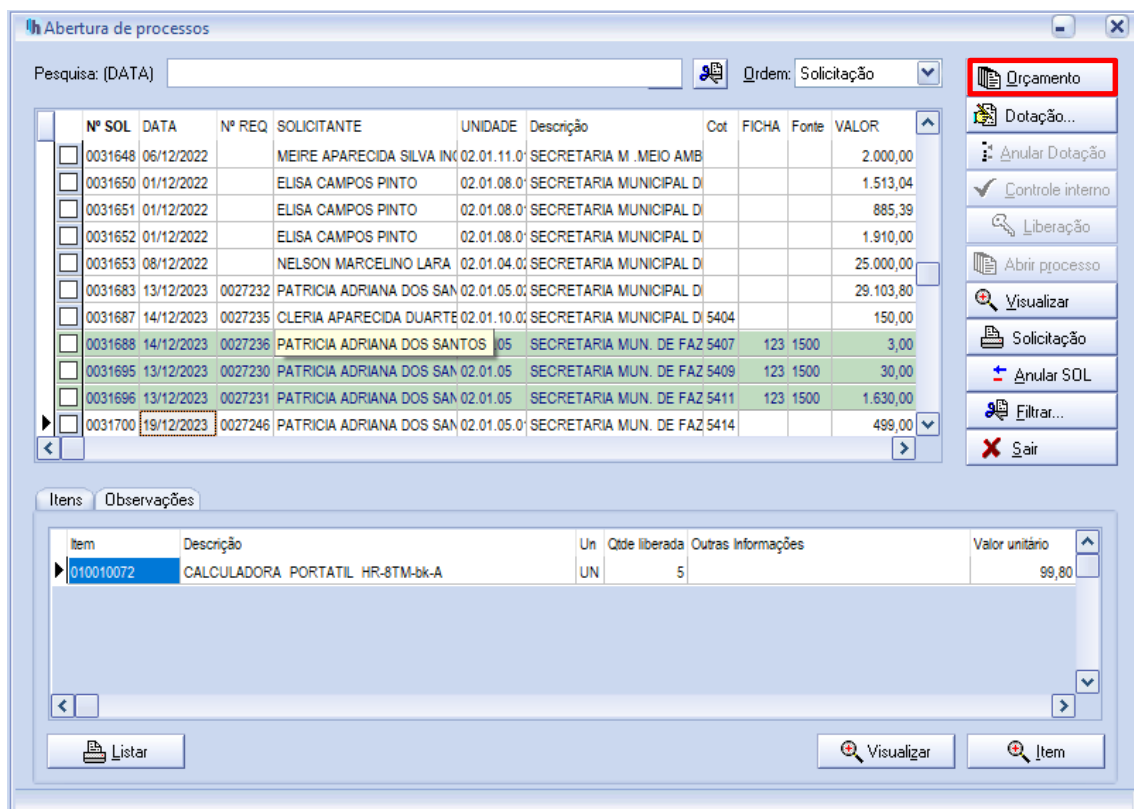 Abertura de processos
Pesquisa: (DATA) Ordem: Solicitação
Orçamento
Dotação...
Anular Dotação
Controle interno
Liberação
Abrir processo
Visualizar
Solicitação
Anular SOL
Filtrar...
Sair
Nº SOL DATA Nº REQ SOLICITANTE UNIDADE Descrição Cot FICHA Fonte VALOR
0031648 06/12/2022 MEIRE APARECIDA SILVA INC 02.01.11.0 SECRETARIA M .MEIO AMB 2.000,00
0031650 01/12/2022 ELISA CAMPOS PINTO 02.01.08.0 SECRETARIA MUNICIPAL D 1.513,04
0031651 01/12/2022 ELISA CAMPOS PINTO 02.01.08.0 SECRETARIA MUNICIPAL D 885,39
0031652 01/12/2022 ELISA CAMPOS PINTO 02.01.08.0 SECRETARIA MUNICIPAL D 1.910,00
0031653 08/12/2022 NELSON MARCELINO LARA 02.01.04.0 SECRETARIA MUNICIPAL D 25.000,00
0031683 13/12/2023 0027232 PATRICIA ADRIANA DOS SAN 02.01.05.0 SECRETARIA MUNICIPAL D 29.103,80
0031687 14/12/2023 0027235 CLERIA APARECIDA DUARTE 02.01.10.0 SECRETARIA MUNICIPAL D 5404 150,00
0031688 14/12/2023 0027236 PATRICIA ADRIANA DOS SANTOS .05 SECRETARIA MUN. DE FAZ 5407 123 1500 3,00
0031695 13/12/2023 0027230 PATRICIA ADRIANA DOS SAN 02.01.05 SECRETARIA MUN. DE FAZ 5409 123 1500 30,00
0031696 13/12/2023 0027231 PATRICIA ADRIANA DOS SAN 02.01.05 SECRETARIA MUN. DE FAZ 5411 123 1500 1.630,00
0031700 19/12/2023 0027246 PATRICIA ADRIANA DOS SAN 02.01.05.0 SECRETARIA MUN. DE FAZ 5414 499,00
Itens Observações
Item Descrição Un Qtde liberada Outras Informações Valor unitário
010010072 CALCULADORA PORTATIL HR-8TM-bk-A UN 5 99,80
Listar Visualizar Item